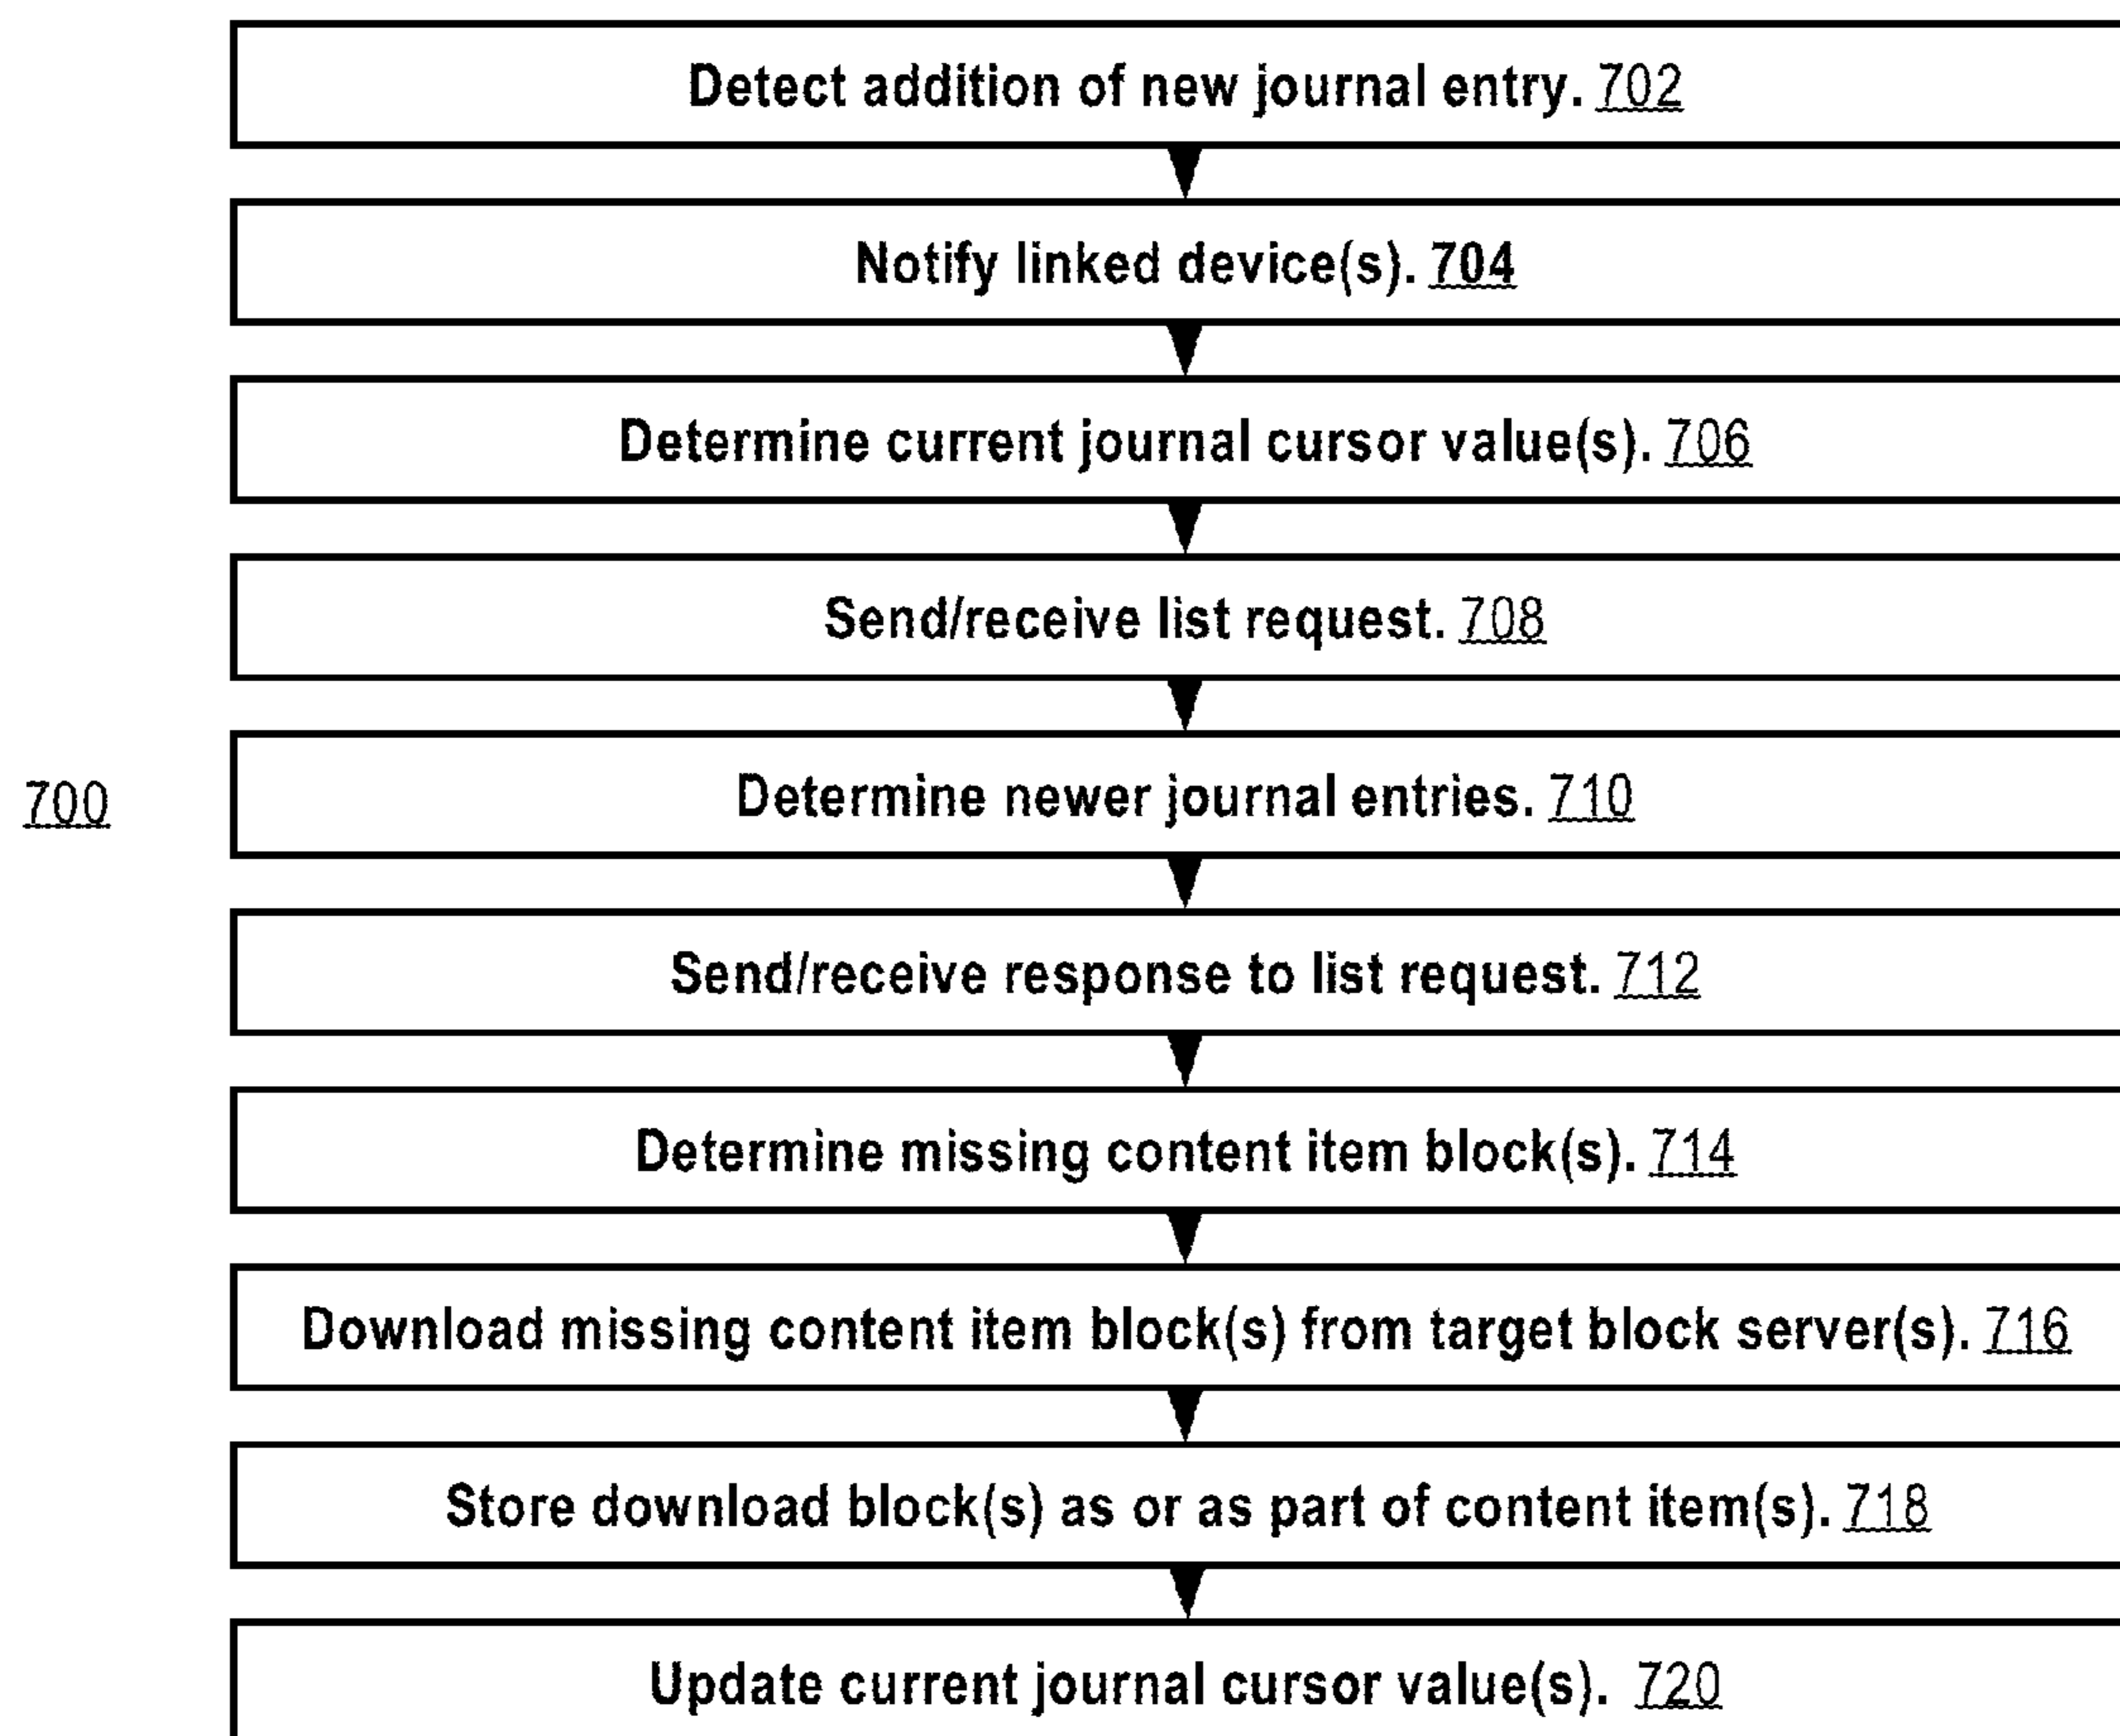 Detect addition of new journal entry. 702
Notify linked device(s). 704
Determine current journal cursor value(s). 706
Send/receive list request. 708
700
Determine newer journal entries. 710
Send/receive response to list request. 712
Determine missing content item block(s). 714
Download missing content item block(s) from target block server(s). 716
Store download block(s) as or as part of content item(s). 718
Update current journal cursor value(s). 720